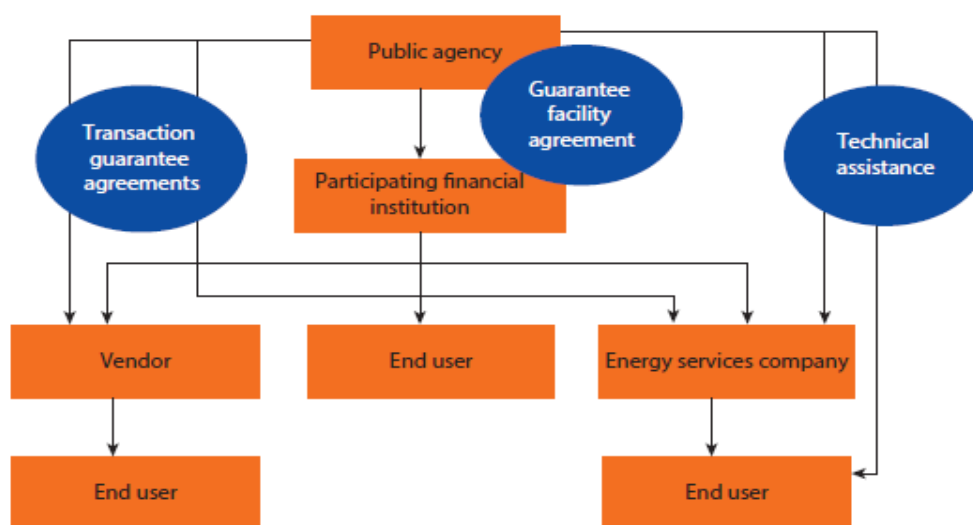 Public agency
Guarantee
facility
agreement
Transaction
guarantee
agreements
Technical
assistance
Participating financial
institution
Vendor
End user
Energy services company
End user
End user